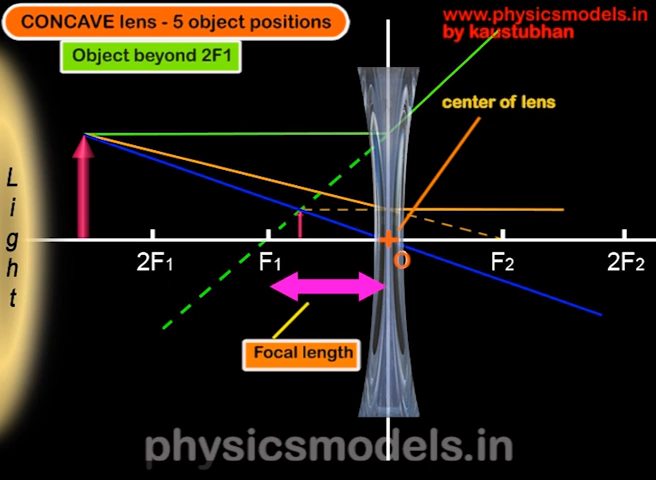 CONCAVE lens - 5 object positions
Object beyond 2F1
www.physicsmodels.in
by kaustubhan
center of lens
L
i
g
h
t
2F1
F1
O
F2
2F2
Focal length
physicsmodels.in